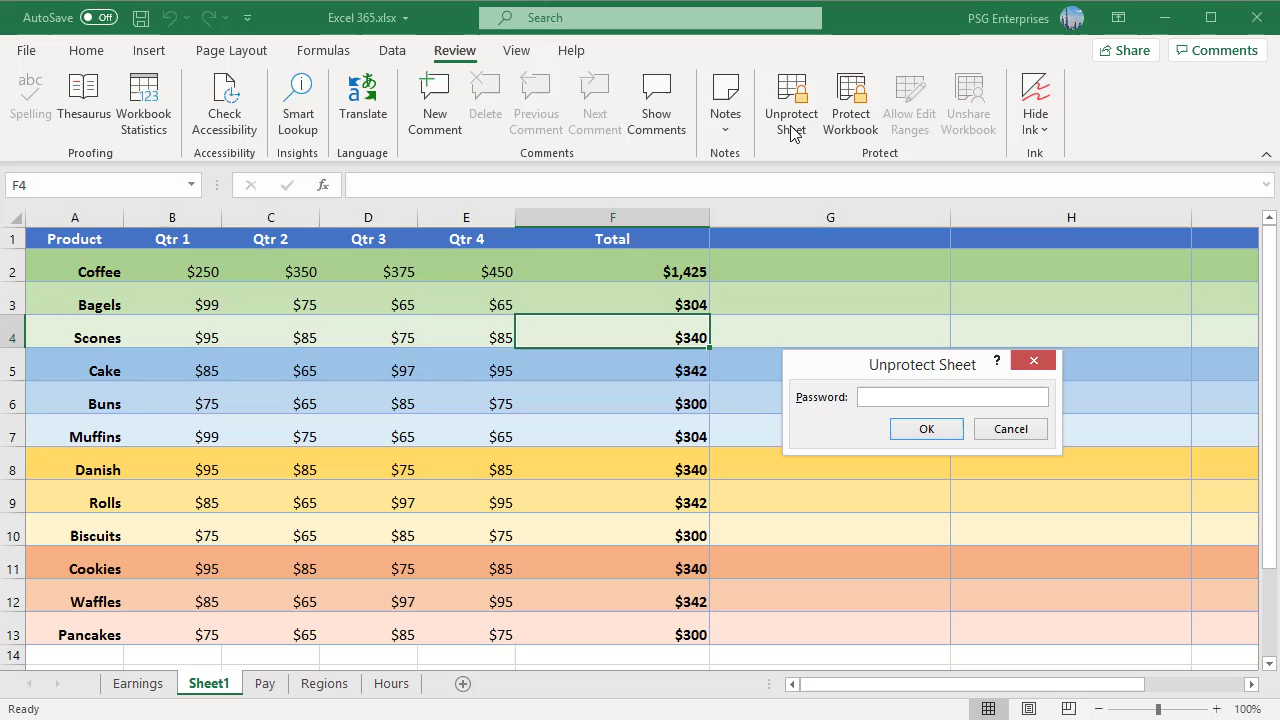 AutoSave Off Excel 365.xlsx Search PSG Enterprises
File Home Insert Page Layout Formulas Data Review View Help Share Comments
abc
Spelling
Thesaurus
123
Workbook
Statistics
Proofing
Check
Accessibility
Accessibility
Smart
Lookup
Insights
Translate
Language
New
Comment
Delete
Previous
Comment
Next
Comment
Show
Comments
Comments
Notes
Notes
Unprotect
Sheet
Protect
Workbook
Allow Edit
Ranges
Unshare
Workbook
Protect
Hide
Ink
Ink
F4 fx
A B C D E F G H
1 Product Qtr 1 Qtr 2 Qtr 3 Qtr 4 Total
2 Coffee $250 $350 $375 $450 $1,425
3 Bagels $99 $75 $65 $65 $304
4 Scones $95 $85 $75 $85 $340
5 Cake $85 $65 $97 $95 $342
6 Buns $75 $65 $85 $75 $300
7 Muffins $99 $75 $65 $65 $304
8 Danish $95 $85 $75 $85 $340
9 Rolls $85 $65 $97 $95 $342
10 Biscuits $75 $65 $85 $75 $300
11 Cookies $95 $85 $75 $85 $340
12 Waffles $85 $65 $97 $95 $342
13 Pancakes $75 $65 $85 $75 $300
14
Unprotect Sheet ?
Password:
OK Cancel
Earnings Sheet1 Pay Regions Hours
Ready 100%